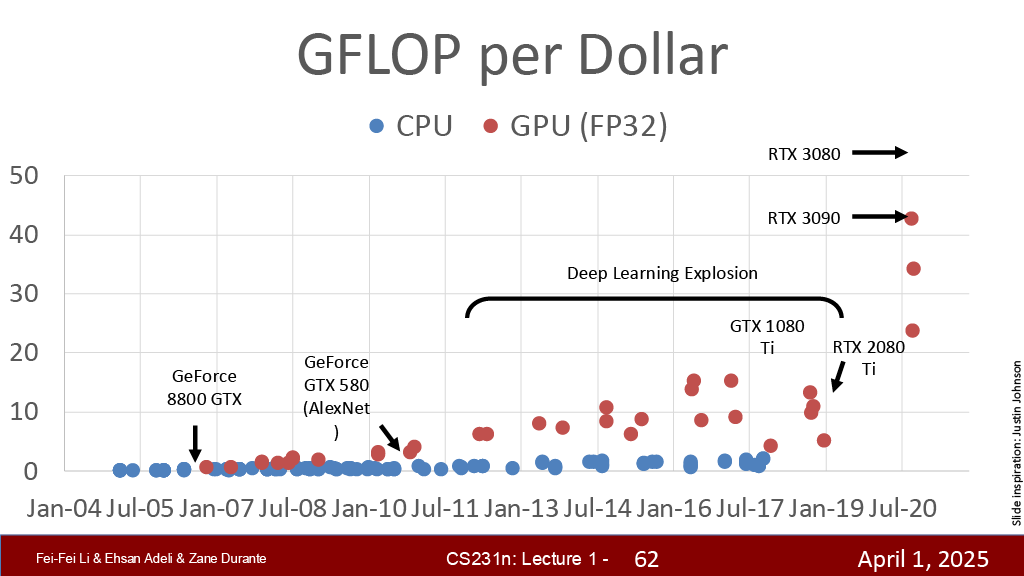 GFLOP per Dollar
CPU
GPU (FP32)
RTX 3080
50
RTX 3090
40
Deep Learning Explosion
30
GTX 1080
Ti
RTX 2080
Ti
20
GeForce
GTX 580
(AlexNet
)
GeForce
8800 GTX
10
0
Jan-04 Jul-05 Jan-07 Jul-08 Jan-10 Jul-11 Jan-13 Jul-14 Jan-16 Jul-17 Jan-19 Jul-20
Slide inspiration: Justin Johnson
Fei-Fei Li & Ehsan Adeli & Zane Durante
CS231n: Lecture 1 - 62
April 1, 2025